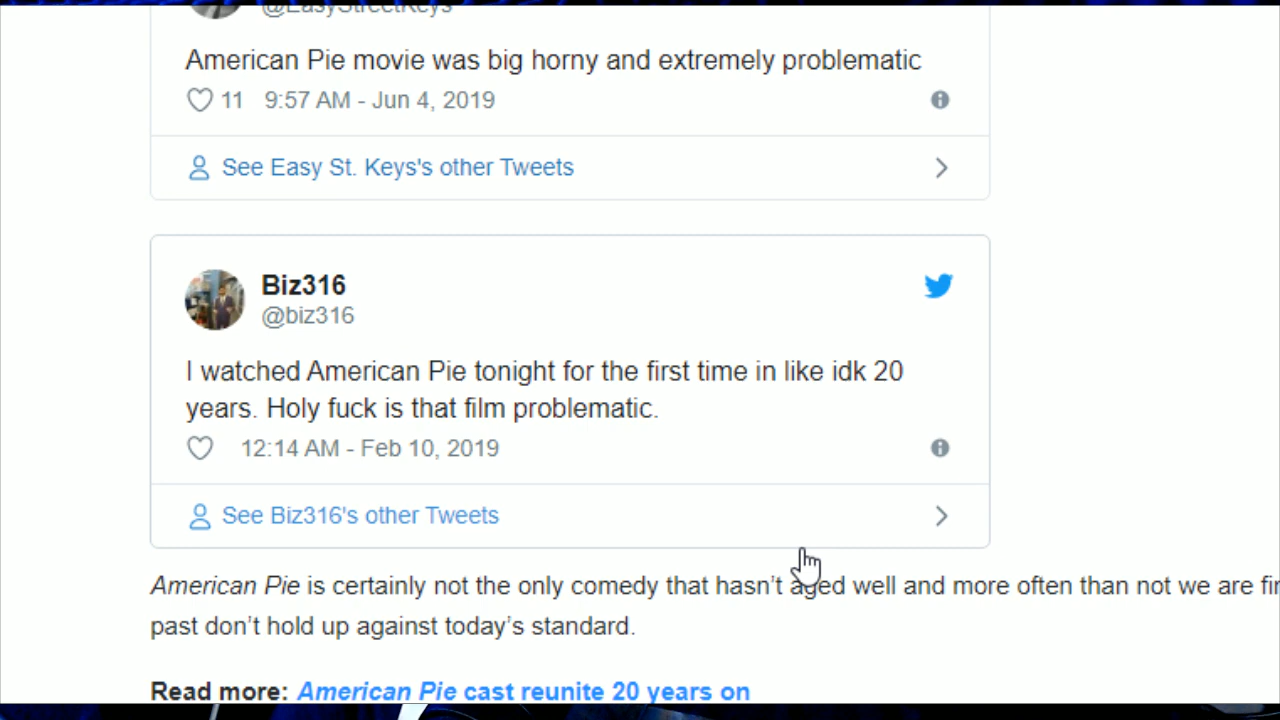 @EasyStreetKeys
American Pie movie was big horny and extremely problematic
11 9:57 AM - Jun 4, 2019
See Easy St. Keys's other Tweets
Biz316
@biz316
I watched American Pie tonight for the first time in like idk 20
years. Holy fuck is that film problematic.
12:14 AM - Feb 10, 2019
See Biz316's other Tweets
American Pie is certainly not the only comedy that hasn’t aged well and more often than not we are
past don’t hold up against today’s standard.
Read more: American Pie cast reunite 20 years on